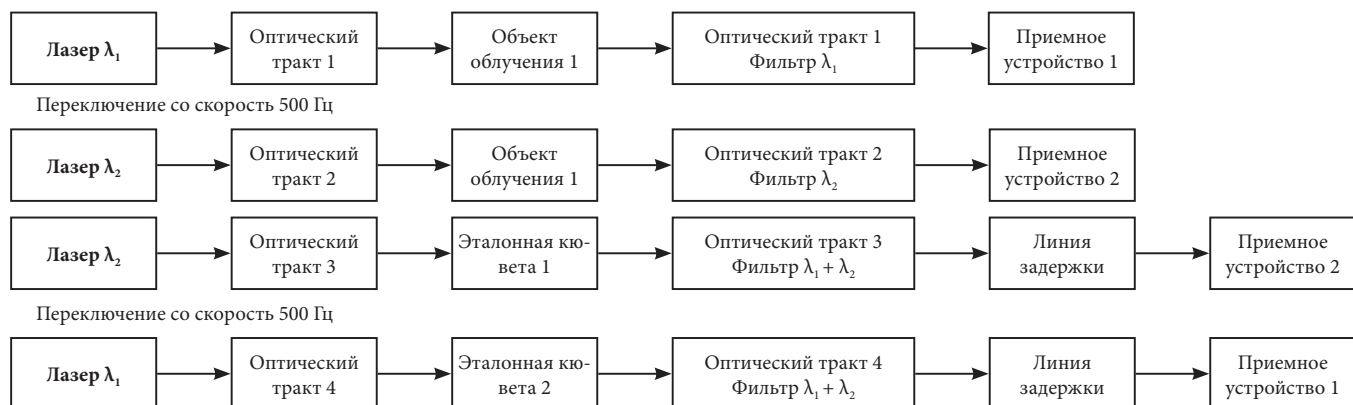 Лазер λ₁
Оптический
тракт 1
Объект
облучения 1
Оптический тракт 1
Фильтр λ₁
Приемное
устройство 1
Переключение со скорость 500 Гц
Лазер λ₂
Оптический
тракт 2
Объект
облучения 1
Оптический тракт 2
Фильтр λ₂
Приемное
устройство 2
Лазер λ₂
Оптический
тракт 3
Эталонная кю-
вета 1
Оптический тракт 3
Фильтр λ₁ + λ₂
Линия
задержки
Приемное
устройство 2
Переключение со скорость 500 Гц
Лазер λ₁
Оптический
тракт 4
Эталонная кю-
вета 2
Оптический тракт 4
Фильтр λ₁ + λ₂
Линия
задержки
Приемное
устройство 1